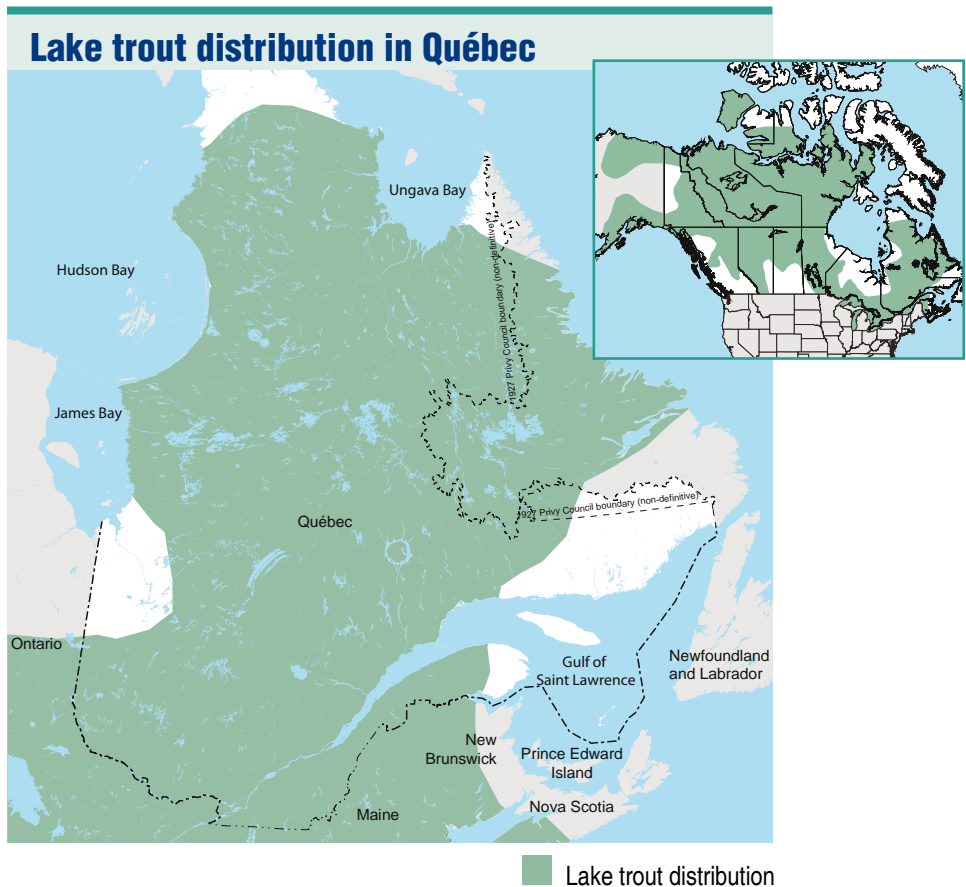 Lake trout distribution in Québec
Ungava Bay
Hudson Bay
1927 Privy Council boundary (non-definitive)
James Bay
1927 Privy Council boundary (non-definitive)
Québec
Ontario
Gulf of
Saint Lawrence
Newfoundland
and Labrador
New
Brunswick
Prince Edward
Island
Nova Scotia
Maine
Lake trout distribution